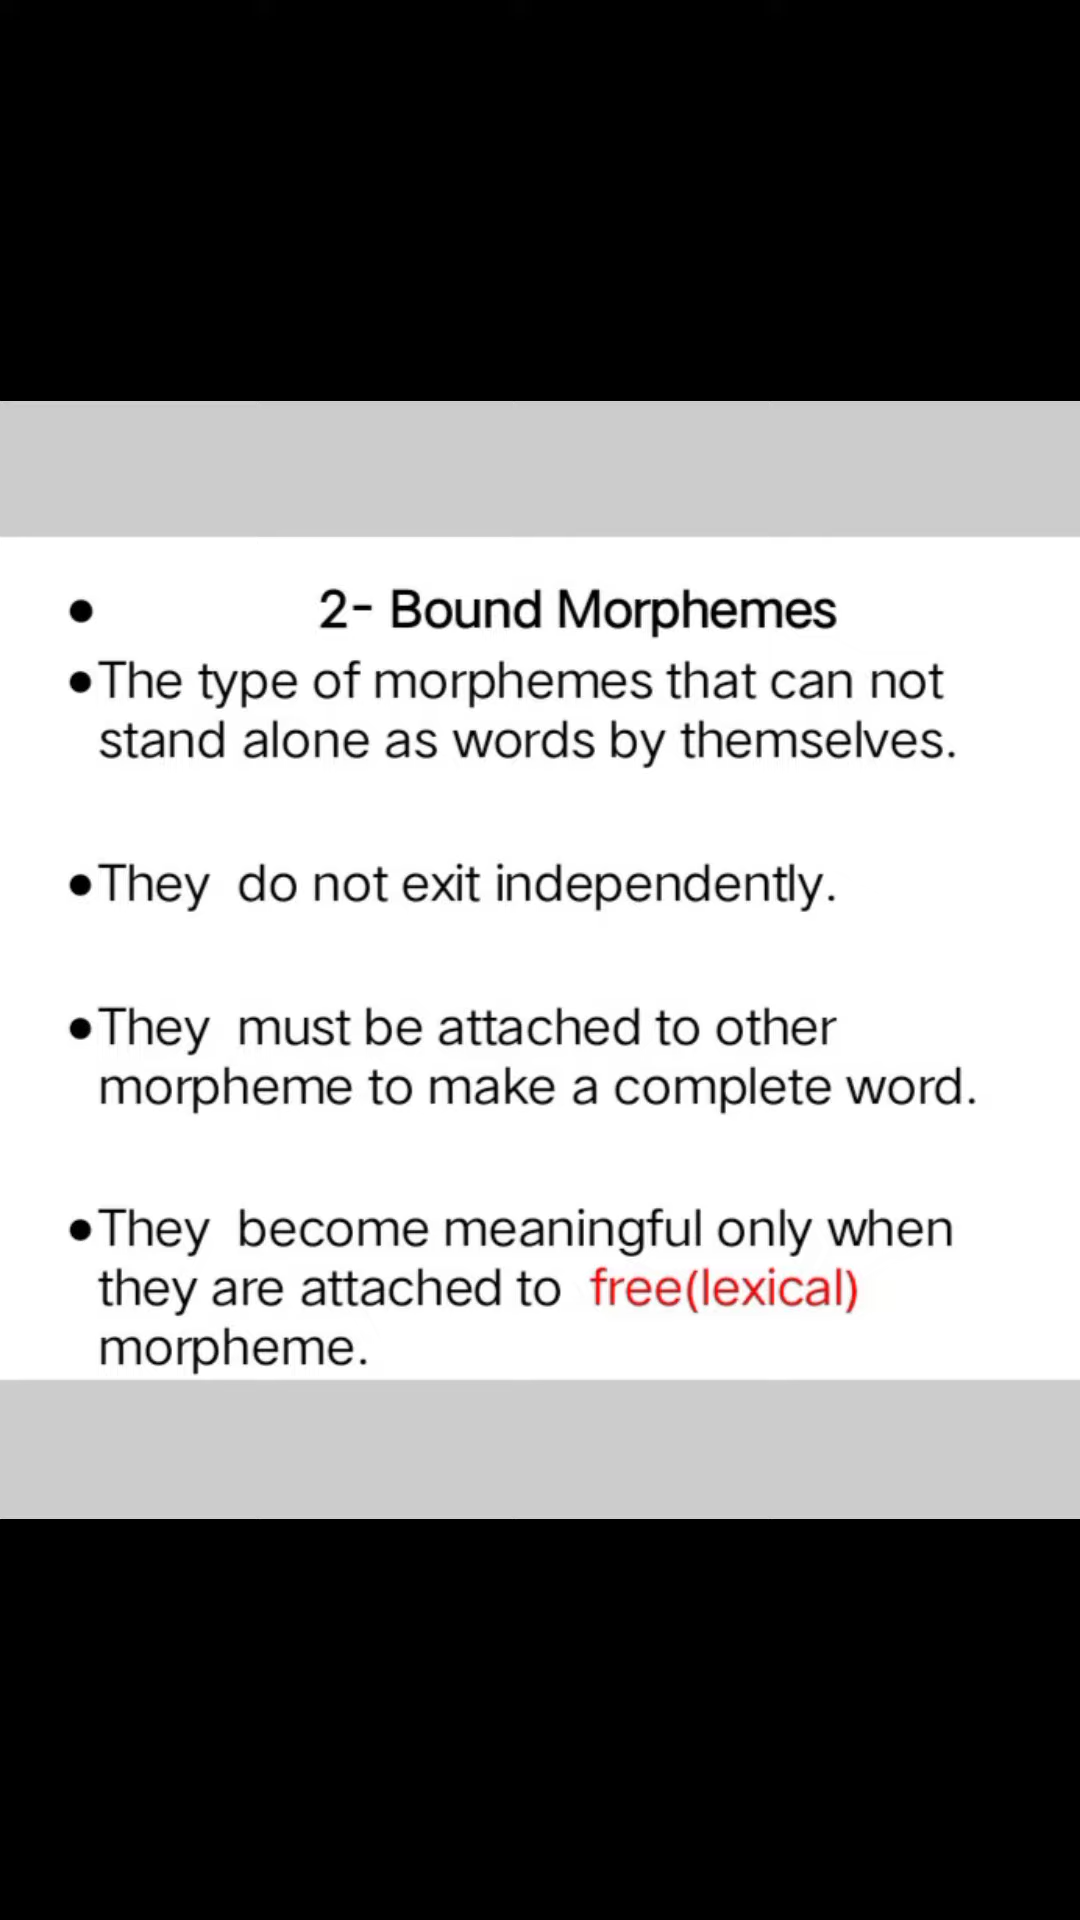 ● 2- Bound Morphemes
●The type of morphemes that can not
stand alone as words by themselves.
●They do not exit independently.
●They must be attached to other
morpheme to make a complete word.
●They become meaningful only when
they are attached to free(lexical)
morpheme.